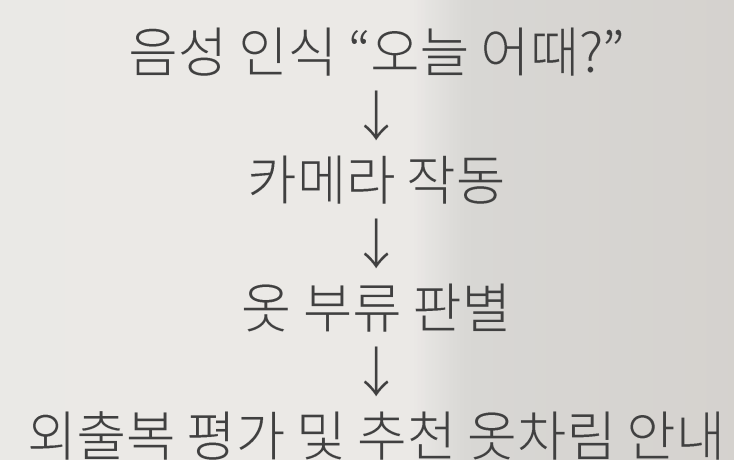 음성 인식 “오늘 어때?”
↓
카메라 작동
↓
옷 부류 판별
↓
외출복 평가 및 추천 옷차림 안내